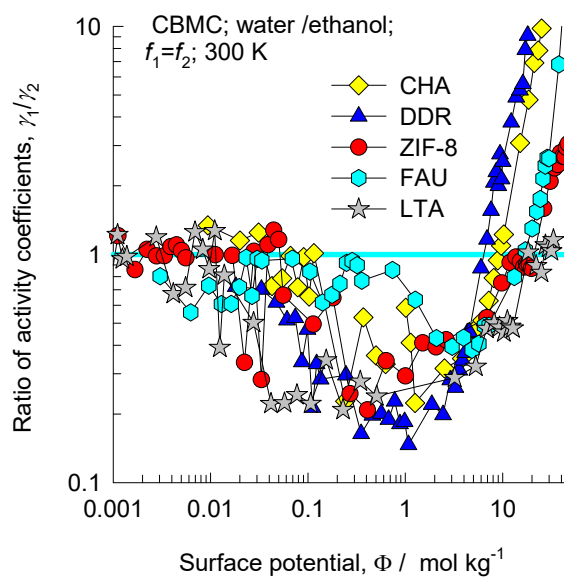 CBMC; water /ethanol;
f₁=f₂; 300 K
CHA
DDR
ZIF-8
FAU
LTA
Ratio of activity coefficients, γ₁/γ₂
10
1
0.1
0.001
0.01
0.1
1
10
Surface potential, Φ / mol kg⁻¹